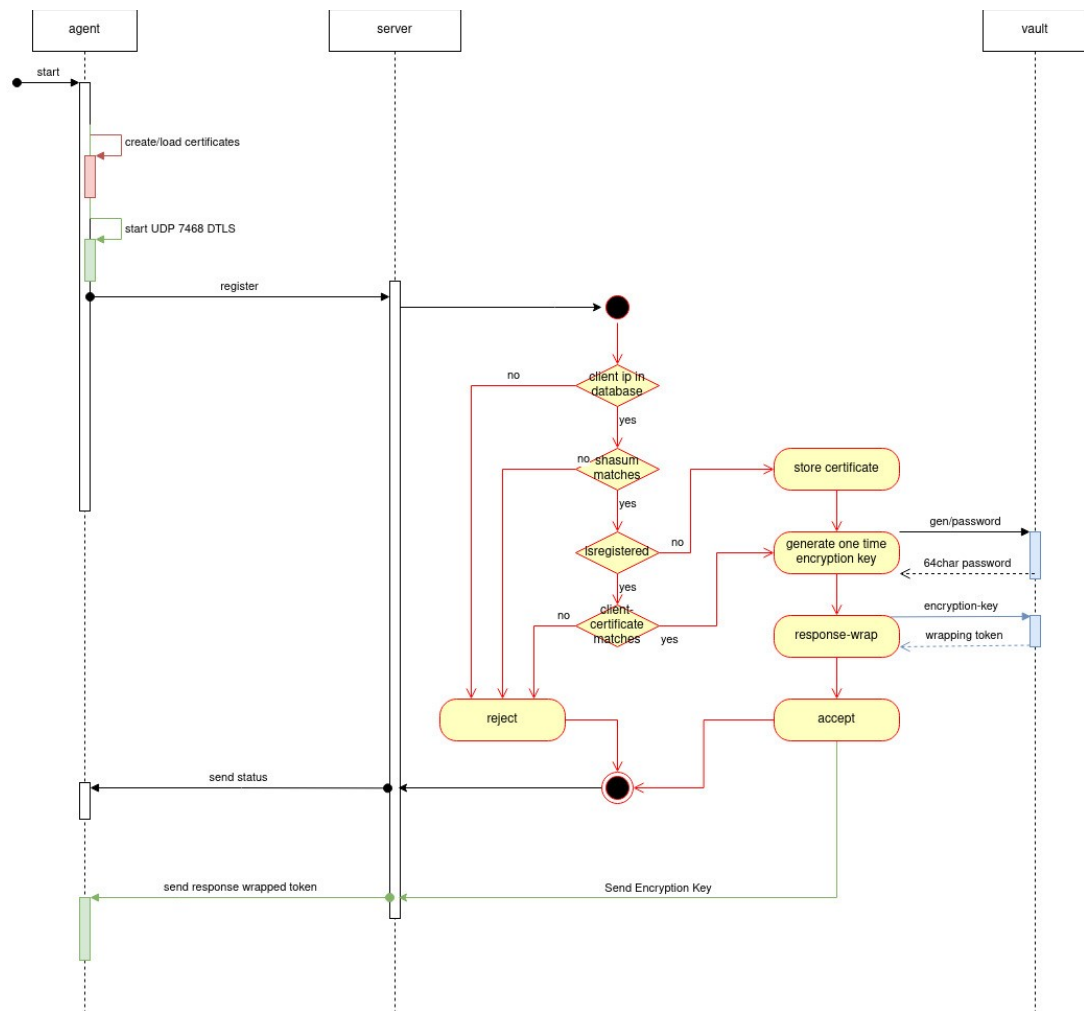 agent
server
vault
start
create/load certificates
start UDP 7468 DTLS
register
client ip in
database
no
yes
shasum
matches
no
yes
Isregistered
no
yes
client-
certificate
matches
no
yes
store certificate
generate one time
encryption key
gen/password
64char password
response-wrap
encryption-key
wrapping token
reject
accept
send status
send response wrapped token
Send Encryption Key